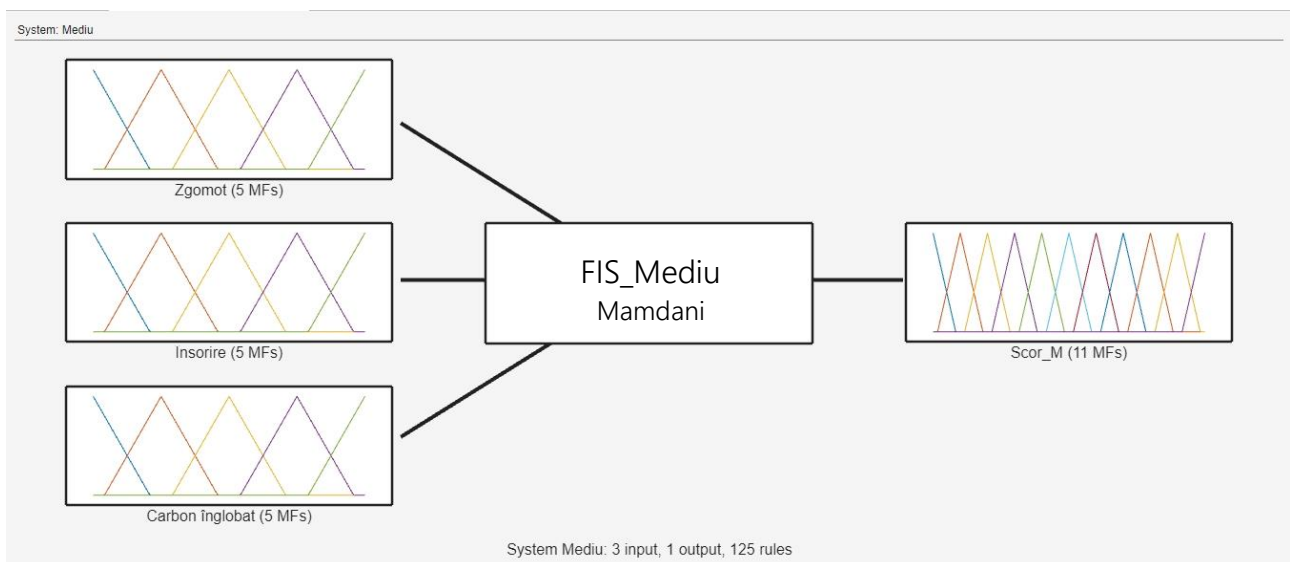 System: Mediu
Zgomot (5 MFs)
Insorire (5 MFs)
Carbon înglobat (5 MFs)
FIS_Mediu
Mamdani
Scor_M (11 MFs)
System Mediu: 3 input, 1 output, 125 rules